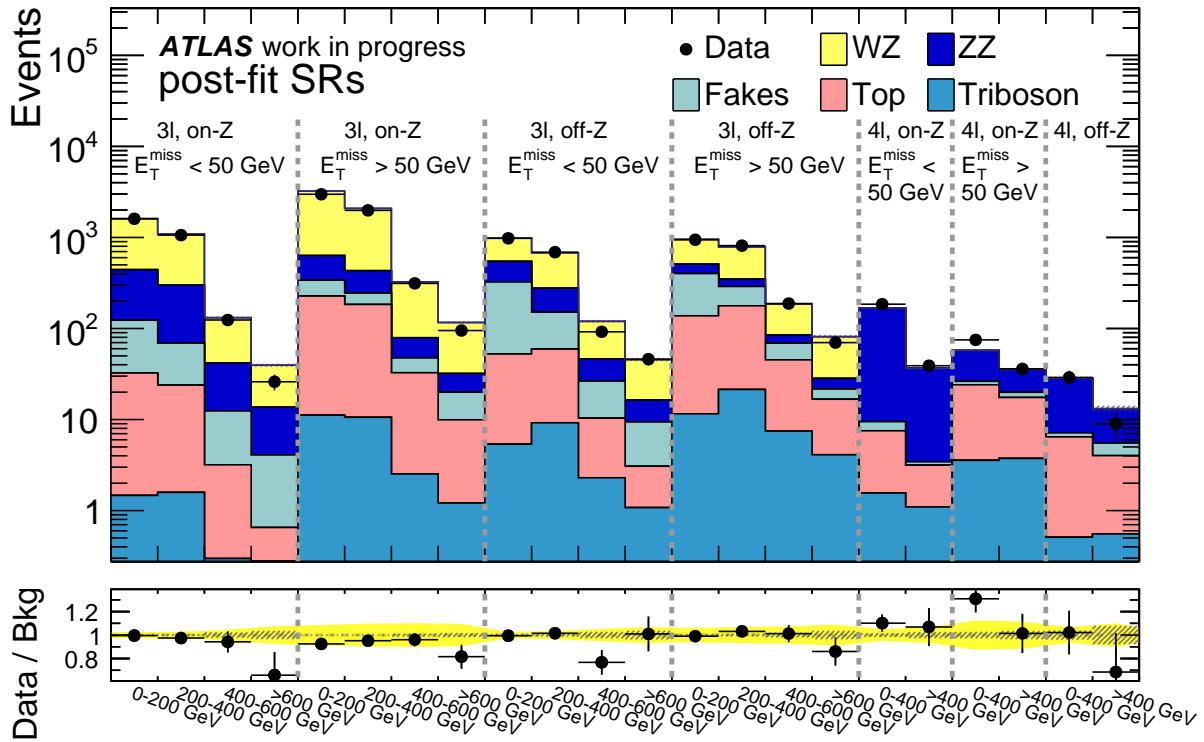 Events
10^5
10^4
10^3
10^2
10
1
ATLAS work in progress
post-fit SRs
Data
WZ
ZZ
Fakes
Top
Triboson
3l, on-Z
E_T^miss < 50 GeV
3l, on-Z
E_T^miss > 50 GeV
3l, off-Z
E_T^miss < 50 GeV
3l, off-Z
E_T^miss > 50 GeV
4l, on-Z
E_T^miss <
50 GeV
4l, on-Z
E_T^miss >
50 GeV
4l, off-Z
Data / Bkg
1.2
1
0.8
0-200 GeV
200-400 GeV
400-600 GeV
>600 GeV
0-200 GeV
200-400 GeV
400-600 GeV
>600 GeV
0-200 GeV
200-400 GeV
400-600 GeV
>600 GeV
0-200 GeV
200-400 GeV
400-600 GeV
>600 GeV
0-400 GeV
>400 GeV
0-400 GeV
>400 GeV
0-400 GeV
>400 GeV